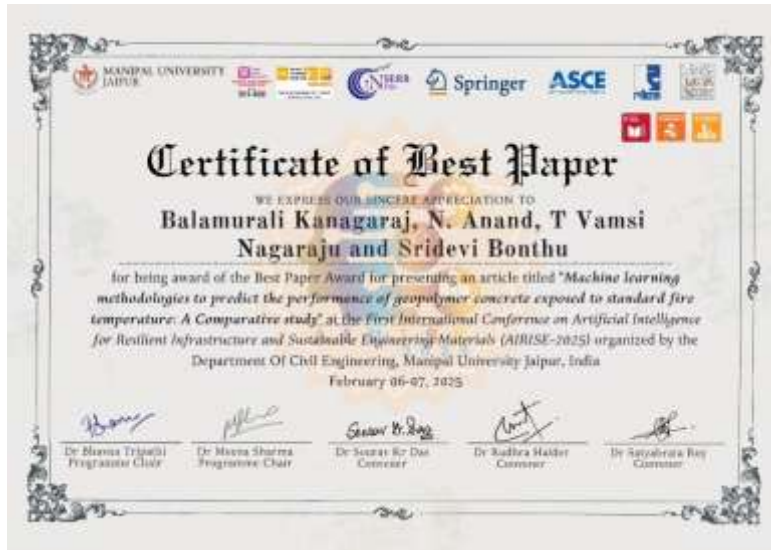 MANIPAL UNIVERSITY
JAIPUR
SERB
Springer
ASCE
Certificate of Best Paper
WE EXPRESS OUR SINCERE APPRECIATION TO
Balamurali Kanagaraj, N. Anand, T Vamsi
Nagaraju and Sridevi Bonthu
for being award of the Best Paper Award for presenting an article titled "Machine learning
methodologies to predict the performance of geopolymer concrete exposed to standard fire
temperature: A Comparative study" at the First International Conference on Artificial Intelligence
for Resilient Infrastructure and Sustainable Engineering Materials (AIRISE-2025) organized by the
Department Of Civil Engineering, Manipal University Jaipur, India
February 06-07, 2025
Dr Bhavna Tripathi
Programme Chair
Dr Meena Sharma
Programme Chair
Dr Sourav Kr Das
Convenor
Dr Rudhra Halder
Convenor
Dr Satyabrata Roy
Convenor